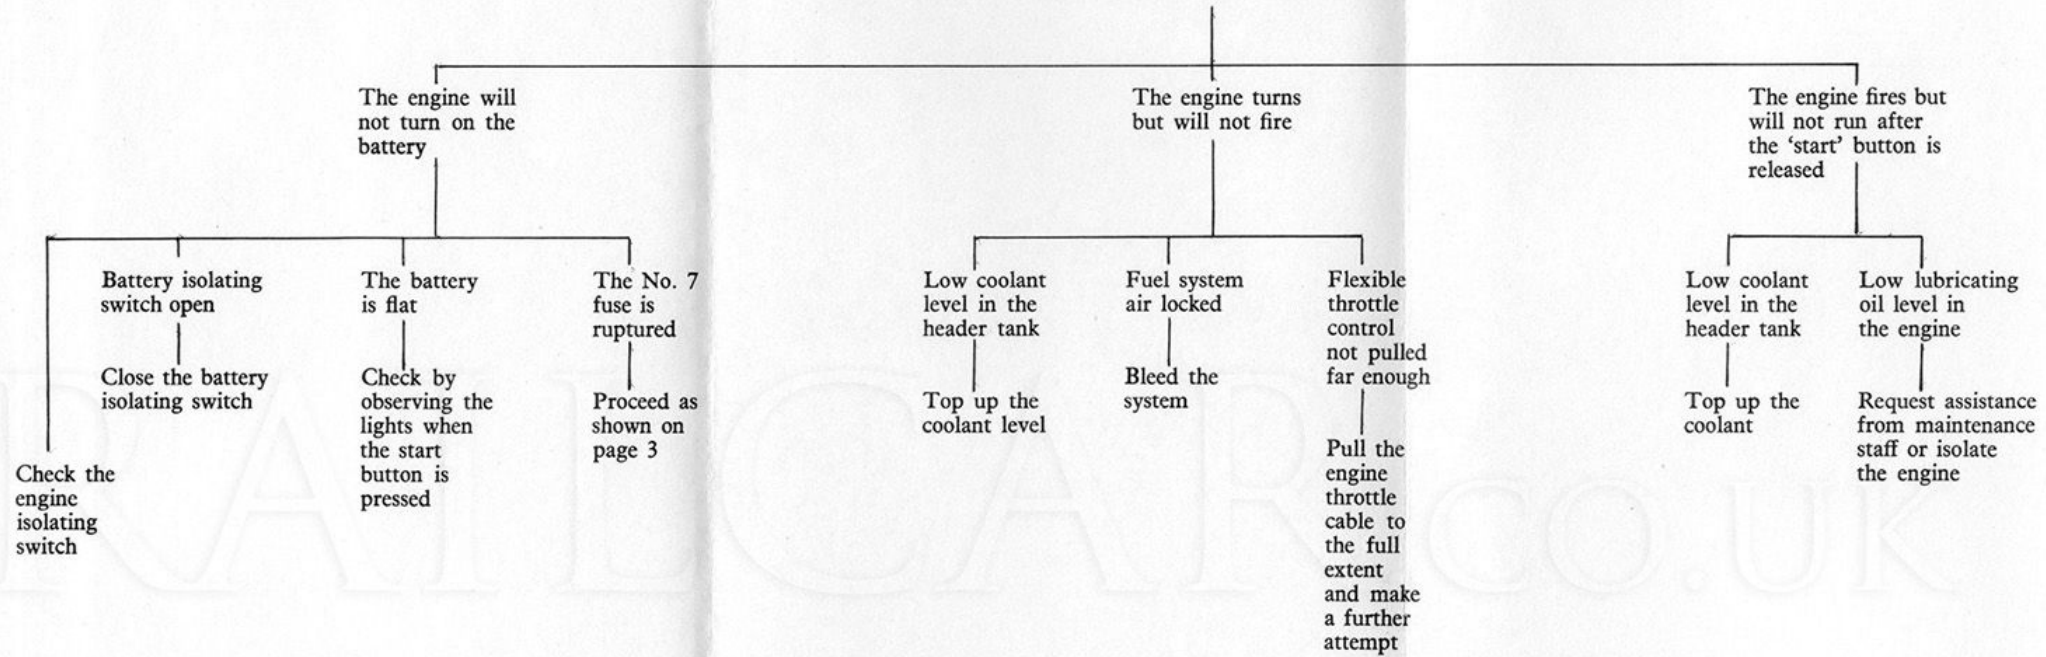 The engine will
not turn on the
battery
The engine turns
but will not fire
The engine fires but
will not run after
the ‘start’ button is
released
Battery isolating
switch open
The battery
is flat
The No. 7
fuse is
ruptured
Low coolant
level in the
header tank
Fuel system
air locked
Flexible
throttle
control
not pulled
far enough
Low coolant
level in the
header tank
Low lubricating
oil level in
the engine
Check the
engine
isolating
switch
Close the battery
isolating switch
Check by
observing the
lights when
the start
button is
pressed
Proceed as
shown on
page 3
Top up the
coolant level
Bleed the
system
Pull the
engine
throttle
cable to
the full
extent
and make
a further
attempt
Top up the
coolant
Request assistance
from maintenance
staff or isolate
the engine
RAILCAR.CO.UK